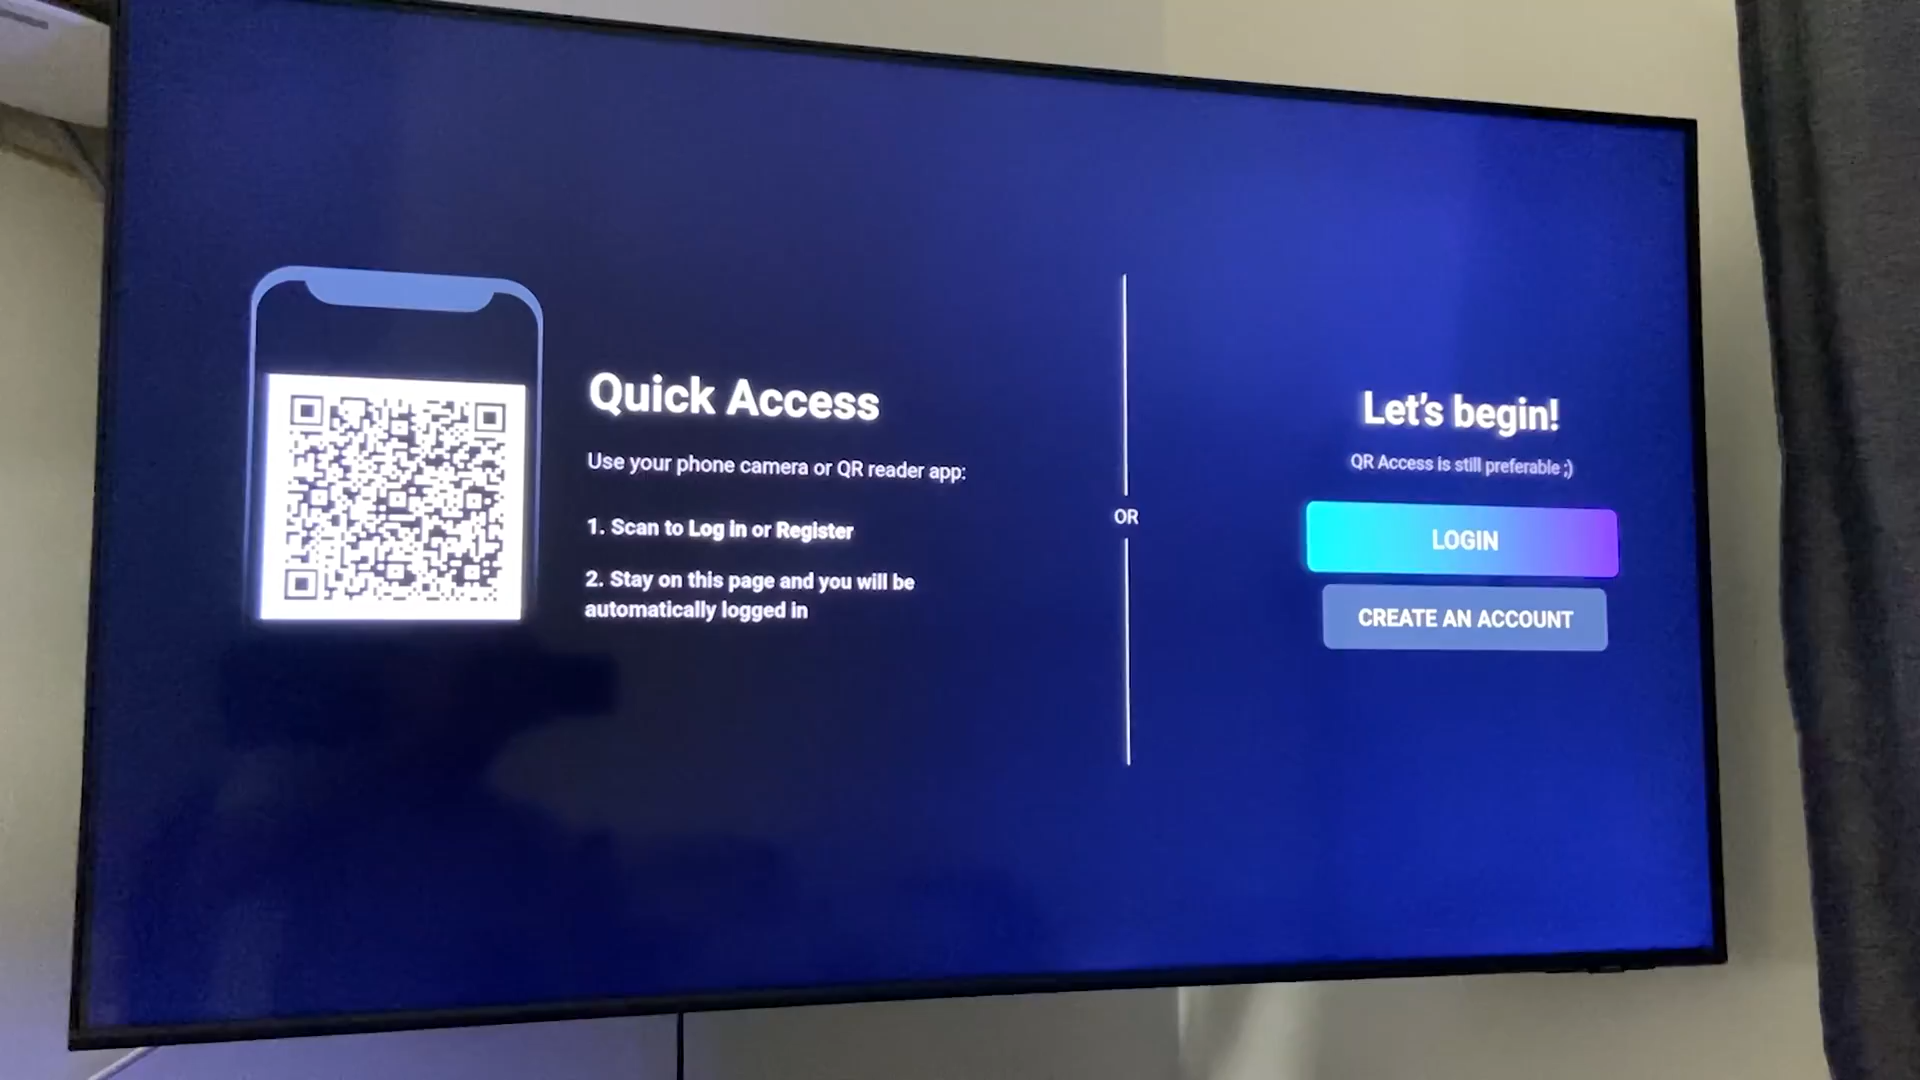 Quick Access
Use your phone camera or QR reader app:
1. Scan to Log in or Register
2. Stay on this page and you will be
automatically logged in
OR
Let's begin!
QR Access is still preferable ;)
LOGIN
CREATE AN ACCOUNT